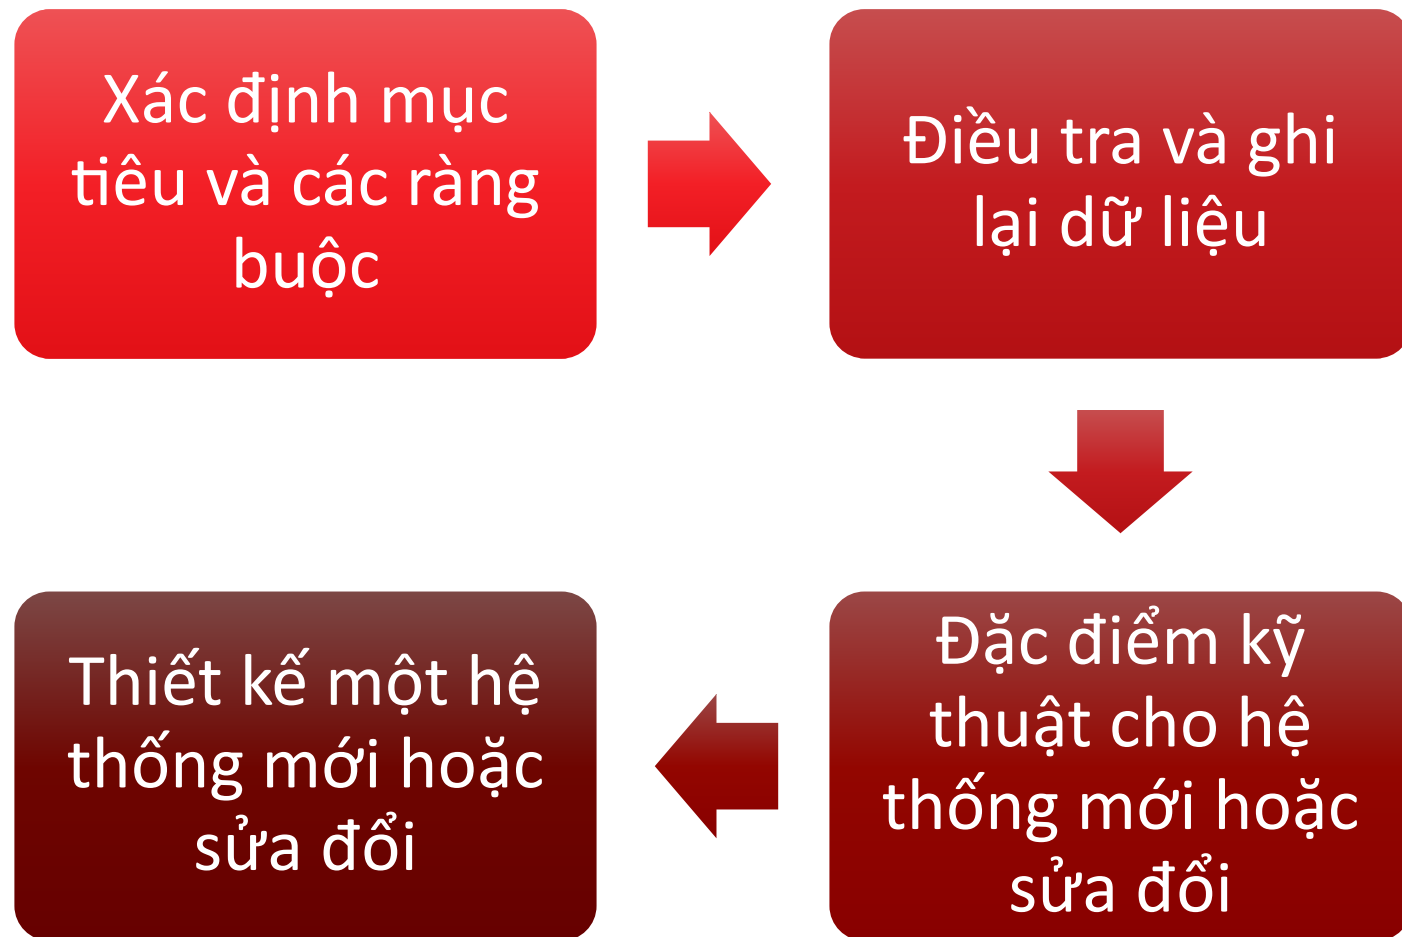 Xác định mục
tiêu và các ràng
buộc
Điều tra và ghi
lại dữ liệu
Đặc điểm kỹ
thuật cho hệ
thống mới hoặc
sửa đổi
Thiết kế một hệ
thống mới hoặc
sửa đổi